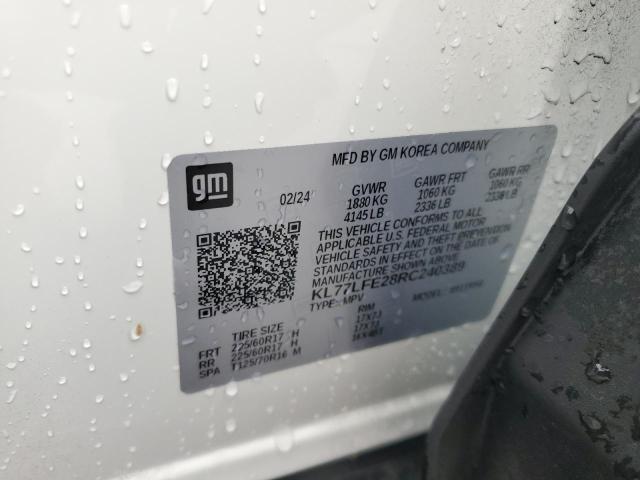 MFD BY GM KOREA COMPANY
gm
02/24
GVWR GAWR FRT GAWR RR
1880 KG 1060 KG 1060 KG
4145 LB 2336 LB 2336 LB
THIS VEHICLE CONFORMS TO ALL
APPLICABLE U.S. FEDERAL MOTOR
VEHICLE SAFETY AND THEFT PREVENTION
STANDARDS IN EFFECT ON THE DATE OF
MANUFACTURE SHOWN ABOVE
KL77LFE28RC240389
TYPE: MPV MODEL:
TIRE SIZE RIM
FRT 225/60R17 H 17X7J
RR 225/60R17 H 17X7J
SPA T125/70R16 M 16X4BT